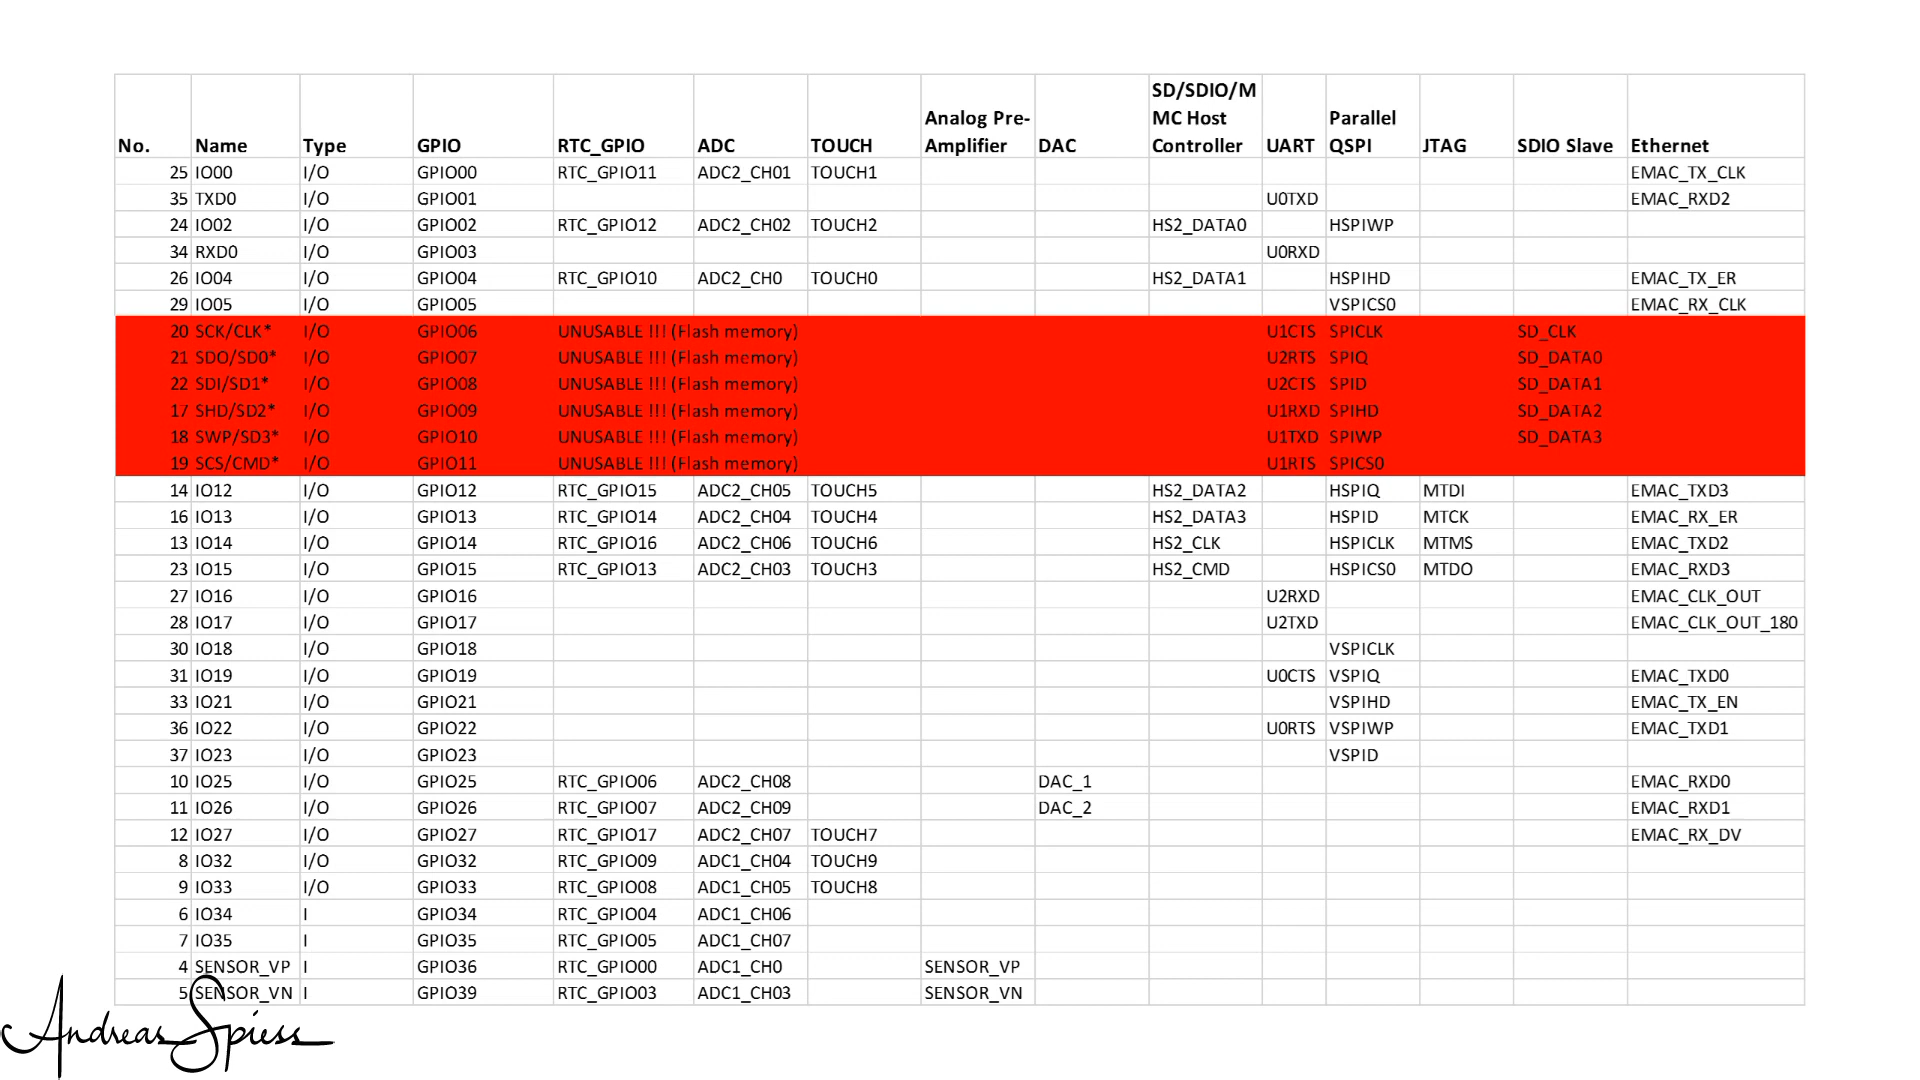 No. Name Type GPIO RTC_GPIO ADC TOUCH Analog Pre-Amplifier DAC SD/SDIO/MMC Host Controller UART Parallel QSPI JTAG SDIO Slave Ethernet
25 IO00 I/O GPIO00 RTC_GPIO11 ADC2_CH01 TOUCH1 EMAC_TX_CLK
35 TXD0 I/O GPIO01 U0TXD EMAC_RXD2
24 IO02 I/O GPIO02 RTC_GPIO12 ADC2_CH02 TOUCH2 HS2_DATA0 HSPIWP
34 RXD0 I/O GPIO03 U0RXD
26 IO04 I/O GPIO04 RTC_GPIO10 ADC2_CH0 TOUCH0 HS2_DATA1 HSPIHD EMAC_TX_ER
29 IO05 I/O GPIO05 VSPICS0 EMAC_RX_CLK
20 SCK/CLK* I/O GPIO06 UNUSABLE !!! (Flash memory) U1CTS SPICLK SD_CLK
21 SDO/SD0* I/O GPIO07 UNUSABLE !!! (Flash memory) U2RTS SPIQ SD_DATA0
22 SDI/SD1* I/O GPIO08 UNUSABLE !!! (Flash memory) U2CTS SPID SD_DATA1
17 SHD/SD2* I/O GPIO09 UNUSABLE !!! (Flash memory) U1RXD SPIHD SD_DATA2
18 SWP/SD3* I/O GPIO10 UNUSABLE !!! (Flash memory) U1TXD SPIWP SD_DATA3
19 SCS/CMD* I/O GPIO11 UNUSABLE !!! (Flash memory) U1RTS SPICS0
14 IO12 I/O GPIO12 RTC_GPIO15 ADC2_CH05 TOUCH5 HS2_DATA2 HSPIQ MTDI EMAC_TXD3
16 IO13 I/O GPIO13 RTC_GPIO14 ADC2_CH04 TOUCH4 HS2_DATA3 HSPID MTCK EMAC_RX_ER
13 IO14 I/O GPIO14 RTC_GPIO16 ADC2_CH06 TOUCH6 HS2_CLK HSPICLK MTMS EMAC_TXD2
23 IO15 I/O GPIO15 RTC_GPIO13 ADC2_CH03 TOUCH3 HS2_CMD HSPICS0 MTDO EMAC_RXD3
27 IO16 I/O GPIO16 U2RXD EMAC_CLK_OUT
28 IO17 I/O GPIO17 U2TXD EMAC_CLK_OUT_180
30 IO18 I/O GPIO18 VSPICLK
31 IO19 I/O GPIO19 U0CTS VSPIQ EMAC_TXD0
33 IO21 I/O GPIO21 VSPIHD EMAC_TX_EN
36 IO22 I/O GPIO22 U0RTS VSPIWP EMAC_TXD1
37 IO23 I/O GPIO23 VSPID
10 IO25 I/O GPIO25 RTC_GPIO06 ADC2_CH08 DAC_1 EMAC_RXD0
11 IO26 I/O GPIO26 RTC_GPIO07 ADC2_CH09 DAC_2 EMAC_RXD1
12 IO27 I/O GPIO27 RTC_GPIO17 ADC2_CH07 TOUCH7 EMAC_RX_DV
8 IO32 I/O GPIO32 RTC_GPIO09 ADC1_CH04 TOUCH9
9 IO33 I/O GPIO33 RTC_GPIO08 ADC1_CH05 TOUCH8
6 IO34 I GPIO34 RTC_GPIO04 ADC1_CH06
7 IO35 I GPIO35 RTC_GPIO05 ADC1_CH07
4 SENSOR_VP I GPIO36 RTC_GPIO00 ADC1_CH0 SENSOR_VP
5 SENSOR_VN I GPIO39 RTC_GPIO03 ADC1_CH03 SENSOR_VN
Andreas Spiess